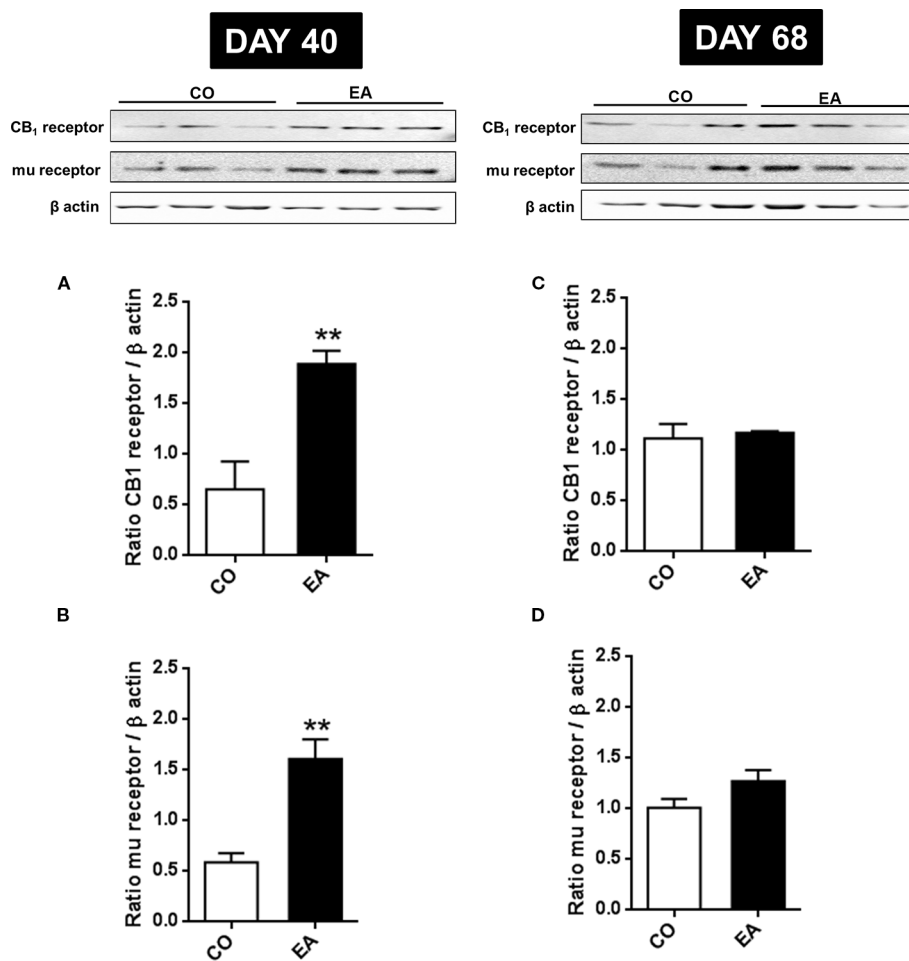 DAY 40
CO EA
CB1 receptor
mu receptor
β actin
DAY 68
CO EA
CB1 receptor
mu receptor
β actin
A
Ratio CB1 receptor / β actin
2.5
2.0
1.5
1.0
0.5
0.0
**
CO EA
B
Ratio mu receptor / β actin
2.5
2.0
1.5
1.0
0.5
0.0
**
CO EA
C
Ratio CB1 receptor / β actin
2.5
2.0
1.5
1.0
0.5
0.0
CO EA
D
Ratio mu receptor / β actin
2.5
2.0
1.5
1.0
0.5
0.0
CO EA